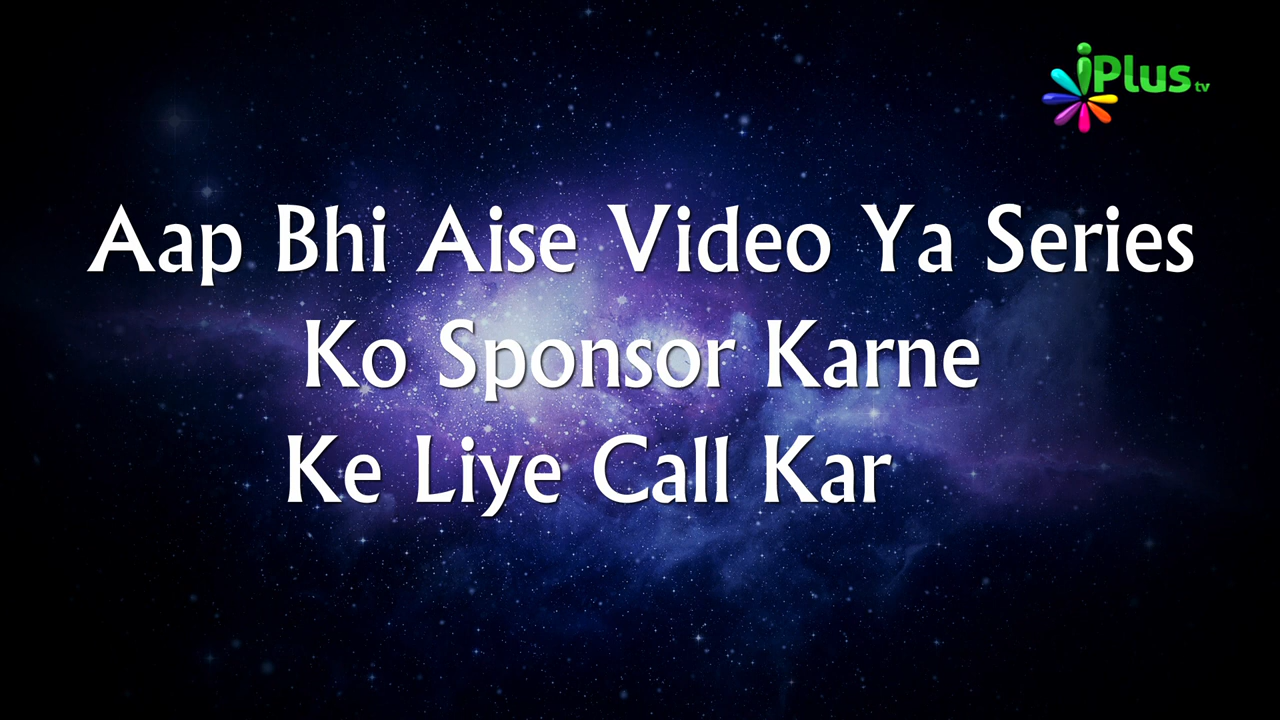 iPlus tv
Aap Bhi Aise Video Ya Series
Ko Sponsor Karne
Ke Liye Call Kar